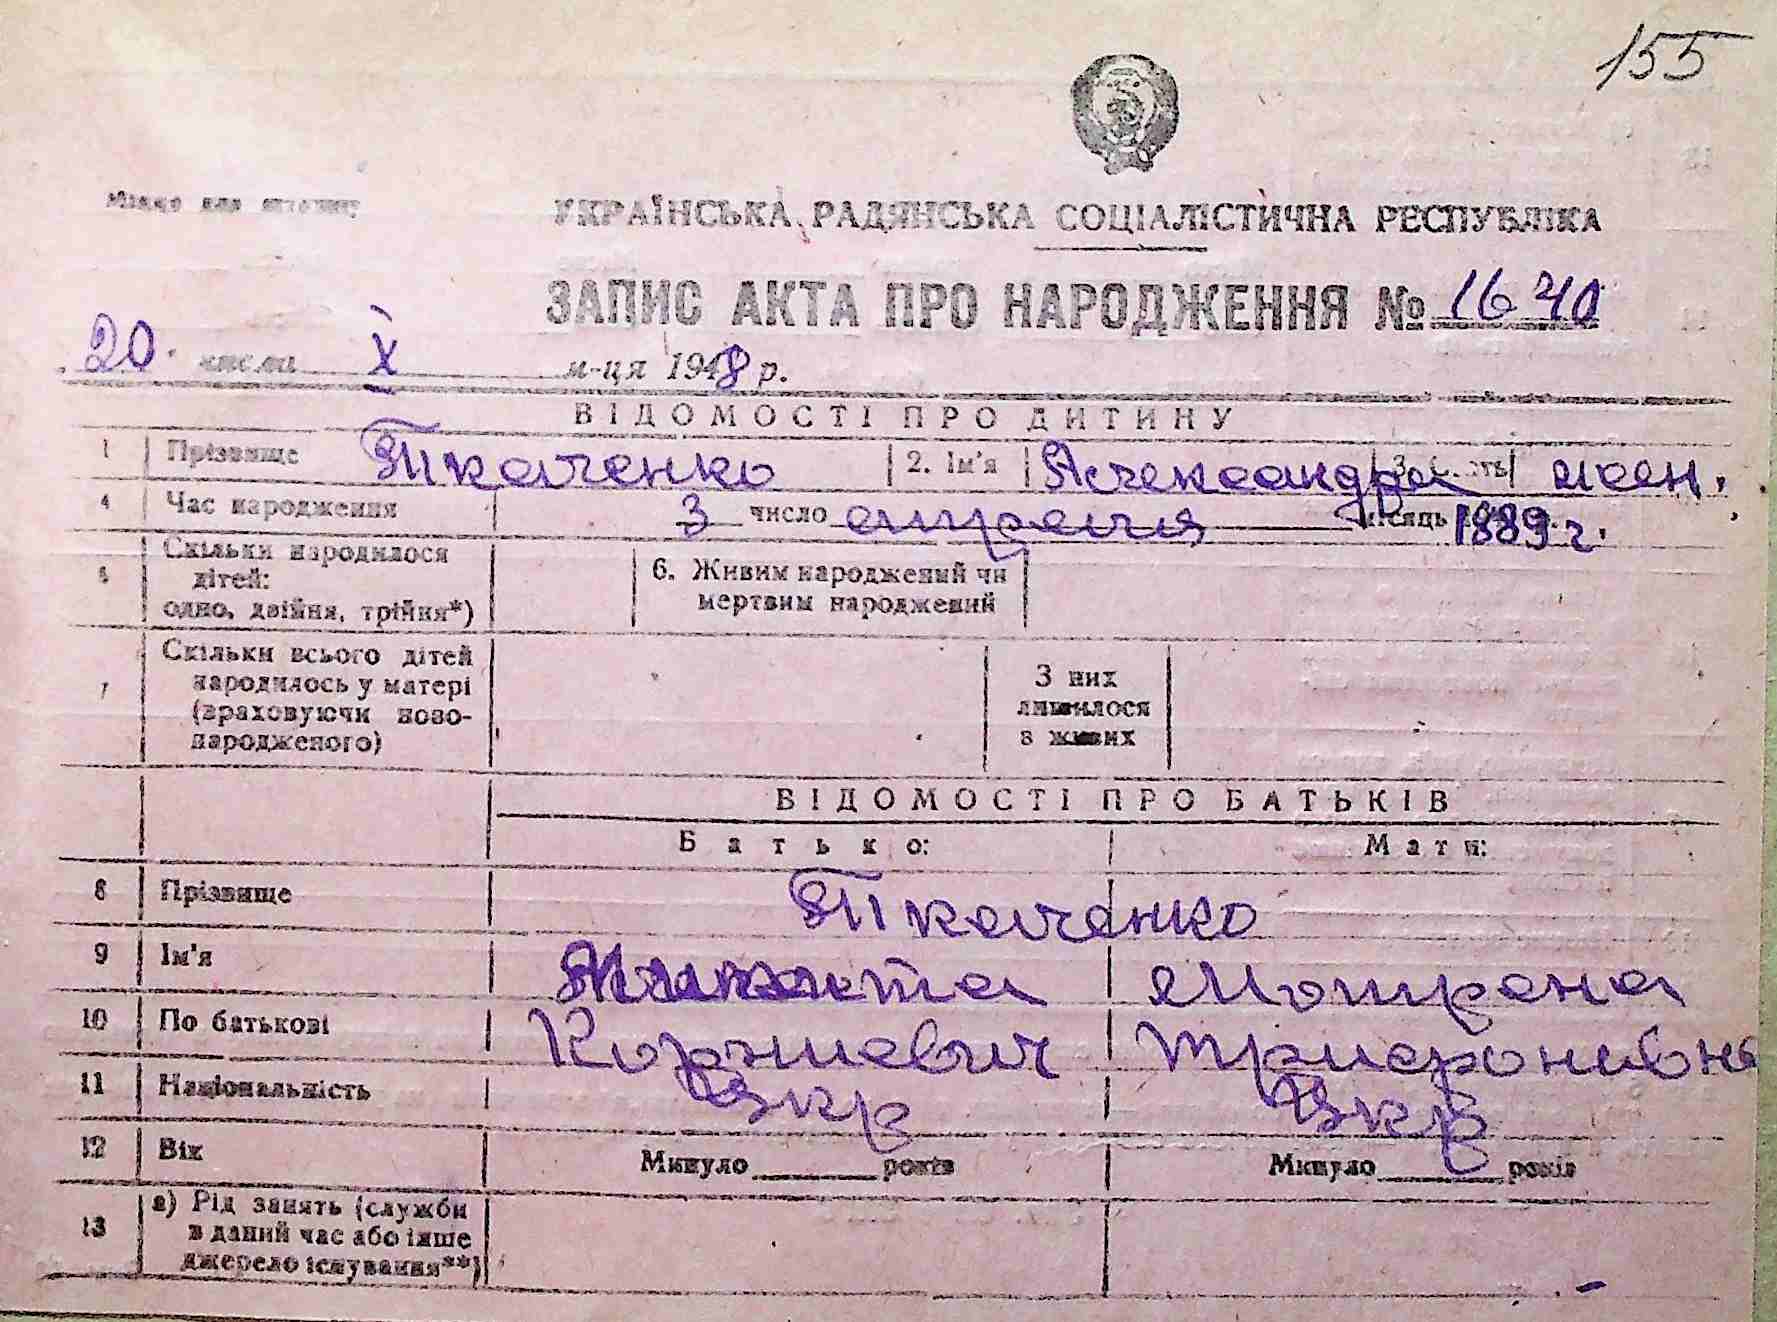 155
Місце для штампу
УКРАЇНСЬКА РАДЯНСЬКА СОЦІАЛІСТИЧНА РЕСПУБЛІКА
ЗАПИС АКТА ПРО НАРОДЖЕННЯ № 1640
20 числа X м-ця 1948 р.
ВІДОМОСТІ ПРО ДИТИНУ
1 Прізвище Ткаченко 2. Ім'я Александра 3. жен.
4 Час народження 3 число апреля місяць 1889 г.
5 Скільки народилося дітей: одно, двійня, трійня*) 6. Живим народжений чи мертвим народжений
7 Скільки всього дітей народилось у матері (враховуючи новонародженого) З них лишилося в живих
ВІДОМОСТІ ПРО БАТЬКІВ
Батько: Мати:
8 Прізвище Ткаченко
9 Ім'я Мотрона
10 По батькові Корниевич Трифоновна
11 Національність Укр Укр
12 Вік Минуло років Минуло років
13 а) Рід занять (служби в даний час або інше джерело існування**)